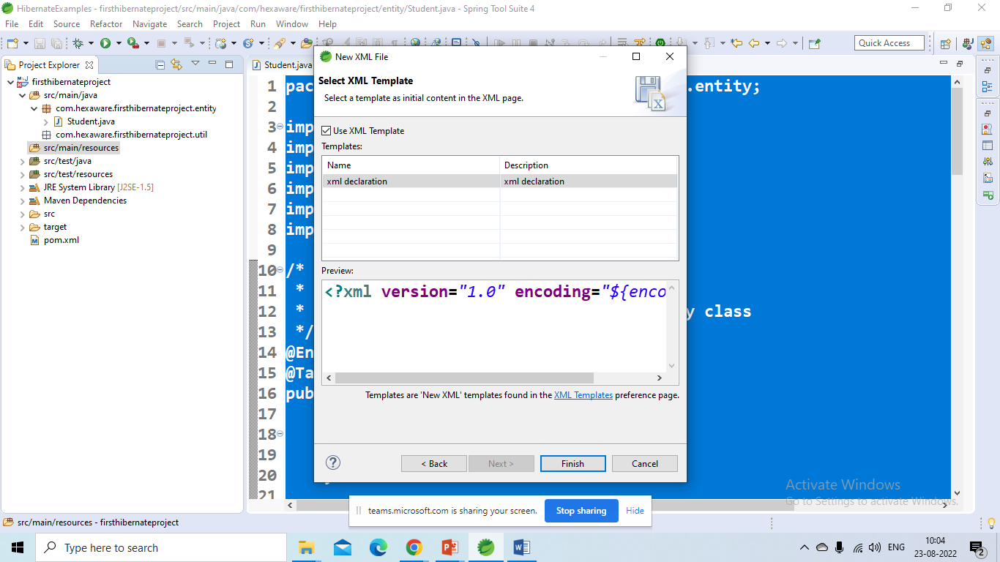 HibernateExamples - firsthibernateproject/src/main/java/com/hexaware/firsthibernateproject/entity/Student.java - Spring Tool Suite 4
File Edit Source Refactor Navigate Search Project Run Window Help
Quick Access
Project Explorer
firsthibernateproject
src/main/java
com.hexaware.firsthibernateproject.entity
Student.java
com.hexaware.firsthibernateproject.util
src/main/resources
src/test/java
src/test/resources
JRE System Library [J2SE-1.5]
Maven Dependencies
src
target
pom.xml
Student.java
1 pac .entity;
2
3 imp
4 imp
5 imp
6 imp
7 imp
8 imp
9
10 /*
11 *
12 * y class
13 */
14 @En
15 @Ta
16 pub
17
18
19
20
21
New XML File
Select XML Template
Select a template as initial content in the XML page.
Use XML Template
Templates:
Name Description
xml declaration xml declaration
Preview:
<?xml version="1.0" encoding="${enco
Templates are 'New XML' templates found in the XML Templates preference page.
? < Back Next > Finish Cancel
Activate Windows
Go to Settings to activate Windows.
teams.microsoft.com is sharing your screen. Stop sharing Hide
src/main/resources - firsthibernateproject
Type here to search
ENG
10:04
23-08-2022
2